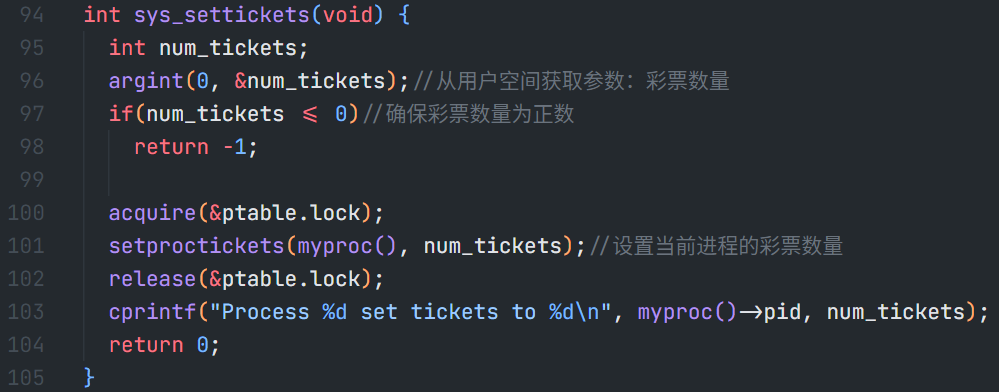 94 int sys_settickets(void) {
95 int num_tickets;
96 argint(0, &num_tickets);//从用户空间获取参数：彩票数量
97 if(num_tickets <= 0)//确保彩票数量为正数
98 return -1;
99
100 acquire(&ptable.lock);
101 setproctickets(myproc(), num_tickets);//设置当前进程的彩票数量
102 release(&ptable.lock);
103 cprintf("Process %d set tickets to %d\n", myproc()->pid, num_tickets);
104 return 0;
105 }